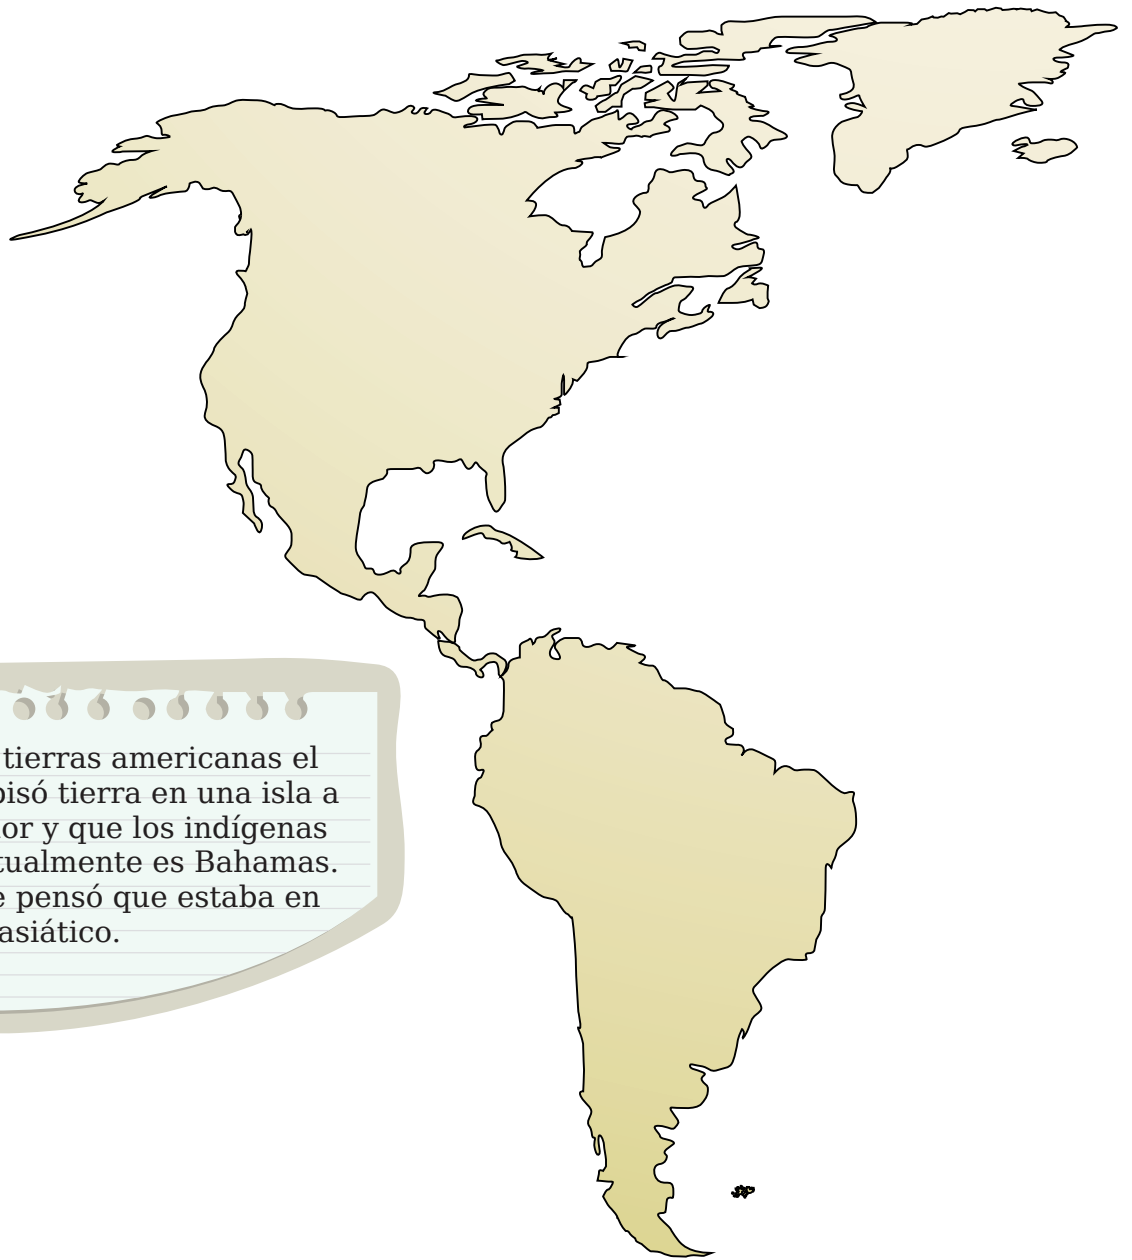 tierras americanas el
pisó tierra en una isla a
or y que los indígenas
tualmente es Bahamas.
e pensó que estaba en
asiático.